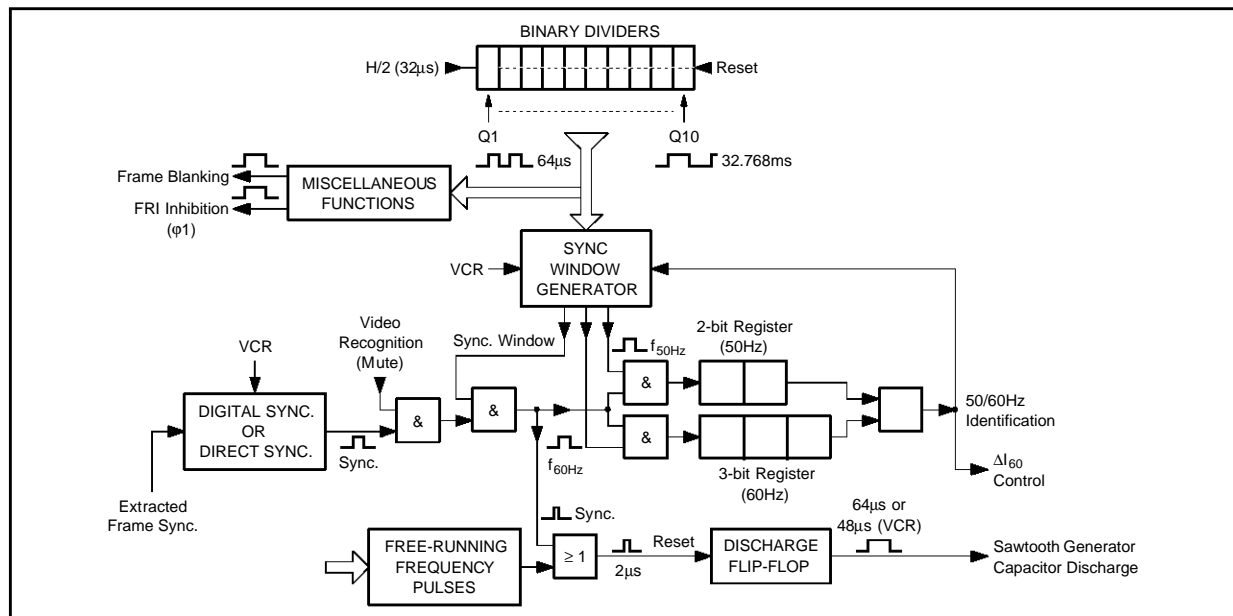 BINARY DIVIDERS
H/2 (32µs)
Reset
Q1
Q10
64µs
32.768ms
Frame Blanking
FRI Inhibition
(φ1)
MISCELLANEOUS
FUNCTIONS
VCR
SYNC
WINDOW
GENERATOR
Video
Recognition
(Mute)
Sync. Window
f50Hz
2-bit Register
(50Hz)
VCR
DIGITAL SYNC.
OR
DIRECT SYNC.
Sync.
&
&
&
&
50/60Hz
Identification
f60Hz
3-bit Register
(60Hz)
ΔI60
Control
Extracted
Frame Sync.
Sync.
FREE-RUNNING
FREQUENCY
PULSES
≥ 1
2µs
Reset
DISCHARGE
FLIP-FLOP
64µs or
48µs (VCR)
Sawtooth Generator
Capacitor Discharge